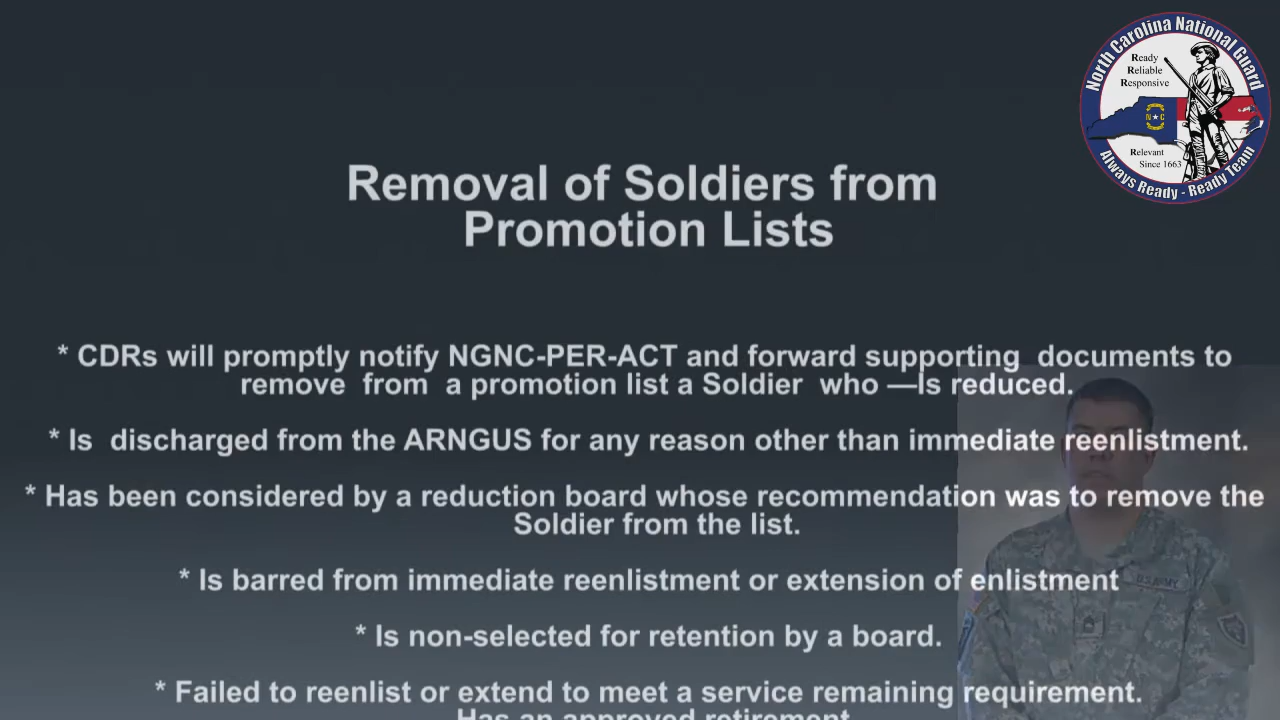 North Carolina National Guard
Ready
Reliable
Responsive
N C
Relevant
Since 1663
Always Ready - Ready Team
Removal of Soldiers from
Promotion Lists
* CDRs will promptly notify NGNC-PER-ACT and forward supporting documents to
remove from a promotion list a Soldier who —Is reduced.
* Is discharged from the ARNGUS for any reason other than immediate reenlistment.
* Has been considered by a reduction board whose recommendation was to remove the
Soldier from the list.
* Is barred from immediate reenlistment or extension of enlistment
U.S. ARMY
* Is non-selected for retention by a board.
* Failed to reenlist or extend to meet a service remaining requirement.
Has an approved retirement